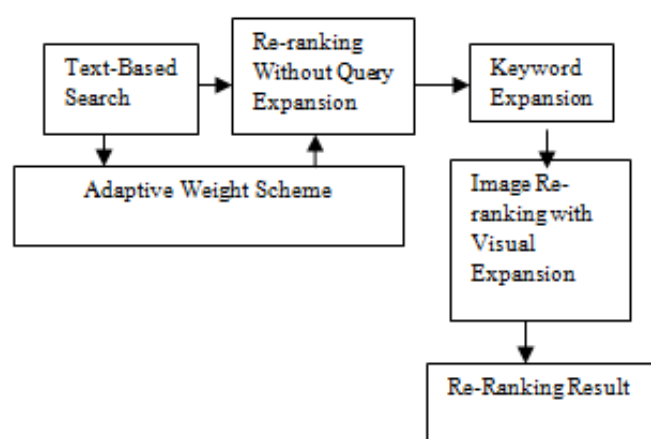 Text-Based
Search
Re-ranking
Without Query
Expansion
Keyword
Expansion
Adaptive Weight Scheme
Image Re-
ranking with
Visual
Expansion
Re-Ranking Result